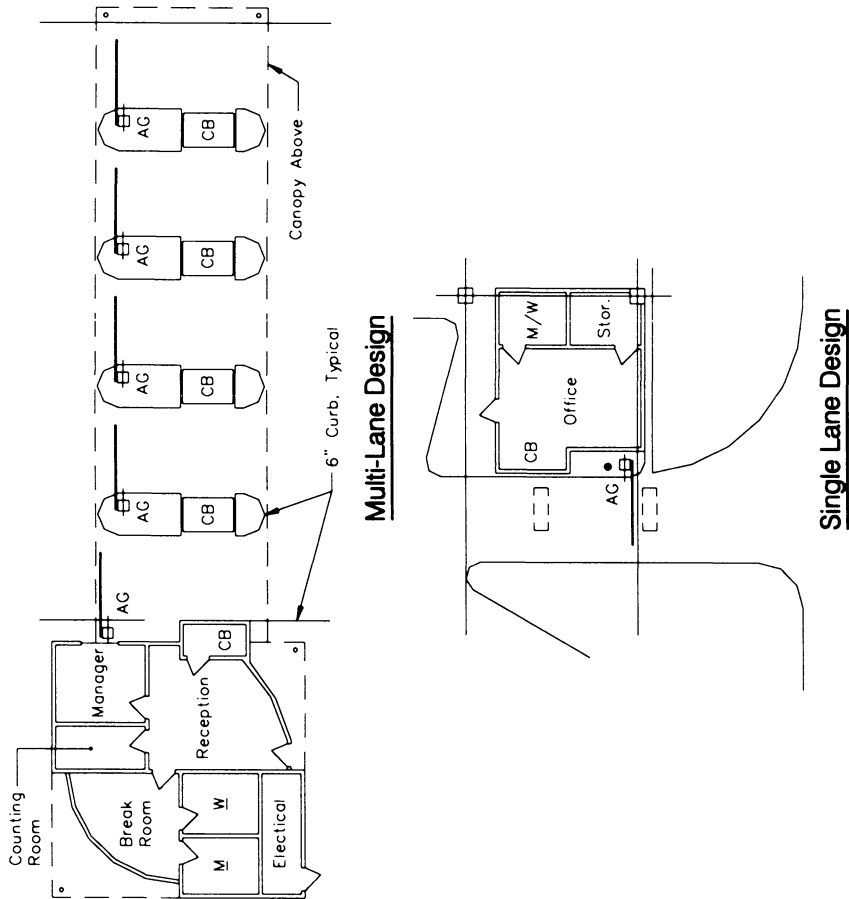 Counting
Room
Manager
AG
AG
AG
AG
AG
Break
Room
Reception
CB
CB
CB
CB
CB
M
W
Electical
6" Curb, Typical
Canopy Above
Multi-Lane Design
CB
Office
M/W
Stor.
AG
Single Lane Design